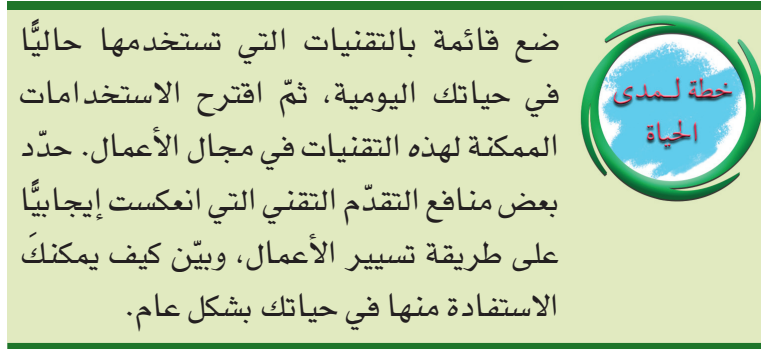 خطة لـمدى
الحياة
ضع قائمة بالتقنيات التي تستخدمها حاليًّا
في حياتك اليومية، ثمّ اقترح الاستخدامات
الممكنة لهذه التقنيات في مجال الأعمال. حدّد
بعض منافع التقدّم التقني التي انعكست إيجابيًّا
على طريقة تسيير الأعمال، وبيّن كيف يمكنكَ
الاستفادة منها في حياتك بشكل عام.